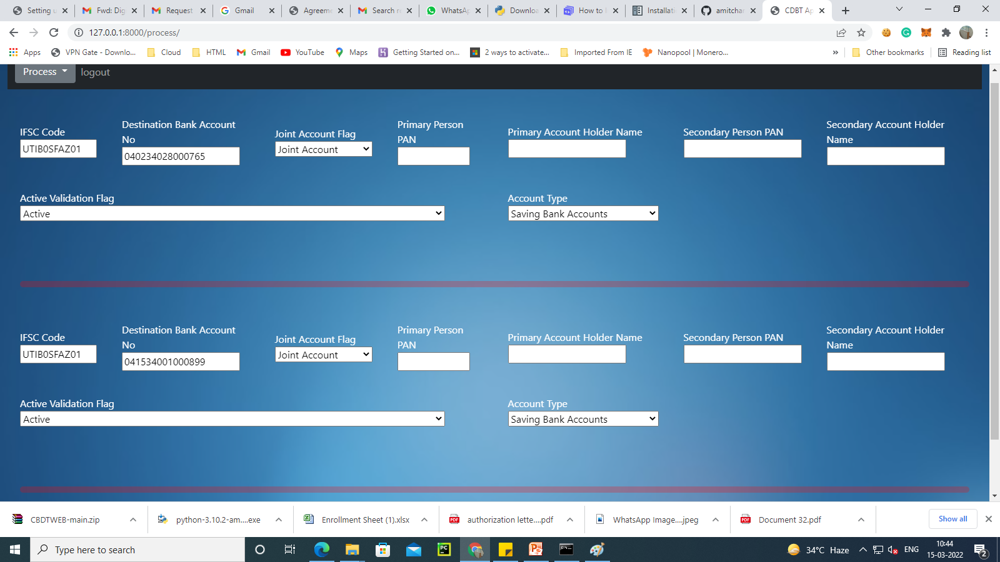 Setting u
Fwd: Dig
Request
Gmail
Agreeme
Search re
WhatsAp
Downloa
How to I
Installati
amitchar
CDBT Ap
127.0.0.1:8000/process/
Apps
VPN Gate - Downlo...
Cloud
HTML
Gmail
YouTube
Maps
Getting Started on...
2 ways to activate...
Imported From IE
Nanopool | Monero...
»
Other bookmarks
Reading list
Process
logout
IFSC Code
UTIB0SFAZ01
Destination Bank Account
No
040234028000765
Joint Account Flag
Joint Account
Primary Person
PAN
Primary Account Holder Name
Secondary Person PAN
Secondary Account Holder
Name
Active Validation Flag
Active
Account Type
Saving Bank Accounts
IFSC Code
UTIB0SFAZ01
Destination Bank Account
No
041534001000899
Joint Account Flag
Joint Account
Primary Person
PAN
Primary Account Holder Name
Secondary Person PAN
Secondary Account Holder
Name
Active Validation Flag
Active
Account Type
Saving Bank Accounts
CBDTWEB-main.zip
python-3.10.2-am....exe
Enrollment Sheet (1).xlsx
authorization lette....pdf
WhatsApp Image....jpeg
Document 32.pdf
Show all
Type here to search
34°C Haze
ENG
10:44
15-03-2022
2